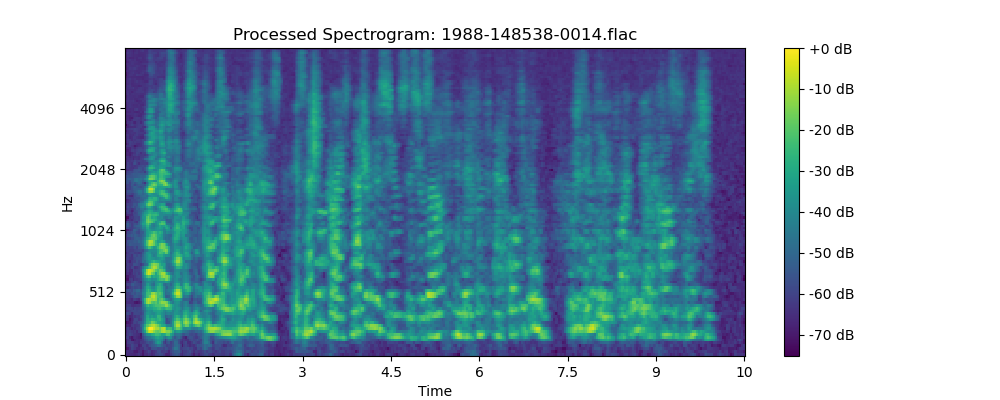 Processed Spectrogram: 1988-148538-0014.flac
+0 dB
4096
-10 dB
-20 dB
2048
-30 dB
Hz
1024
-40 dB
-50 dB
512
-60 dB
-70 dB
0
0 1.5 3 4.5 6 7.5 9 10
Time